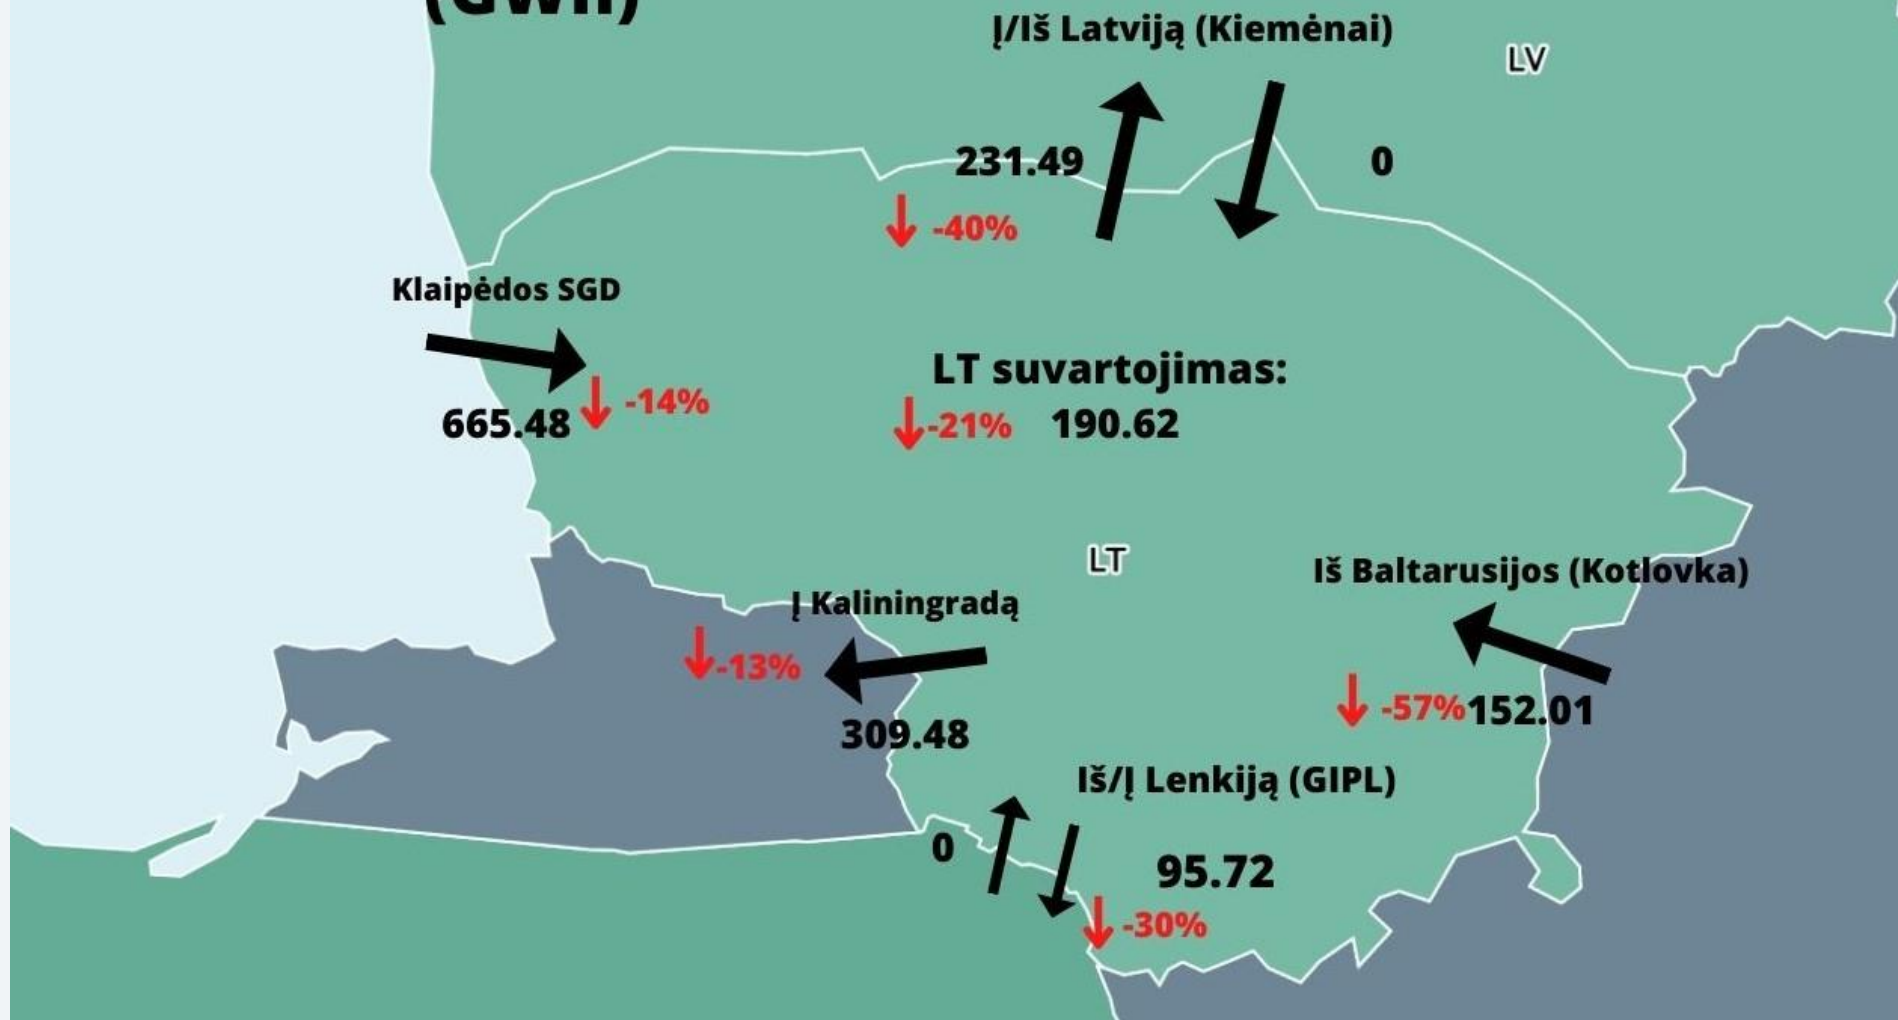 (GWh)
Į/Iš Latviją (Kiemėnai)
LV
231.49
0
-40%
Klaipėdos SGD
LT suvartojimas:
665.48
-14%
-21%
190.62
LT
Iš Baltarusijos (Kotlovka)
Į Kaliningradą
-13%
309.48
-57%
152.01
Iš/Į Lenkiją (GIPL)
0
95.72
-30%